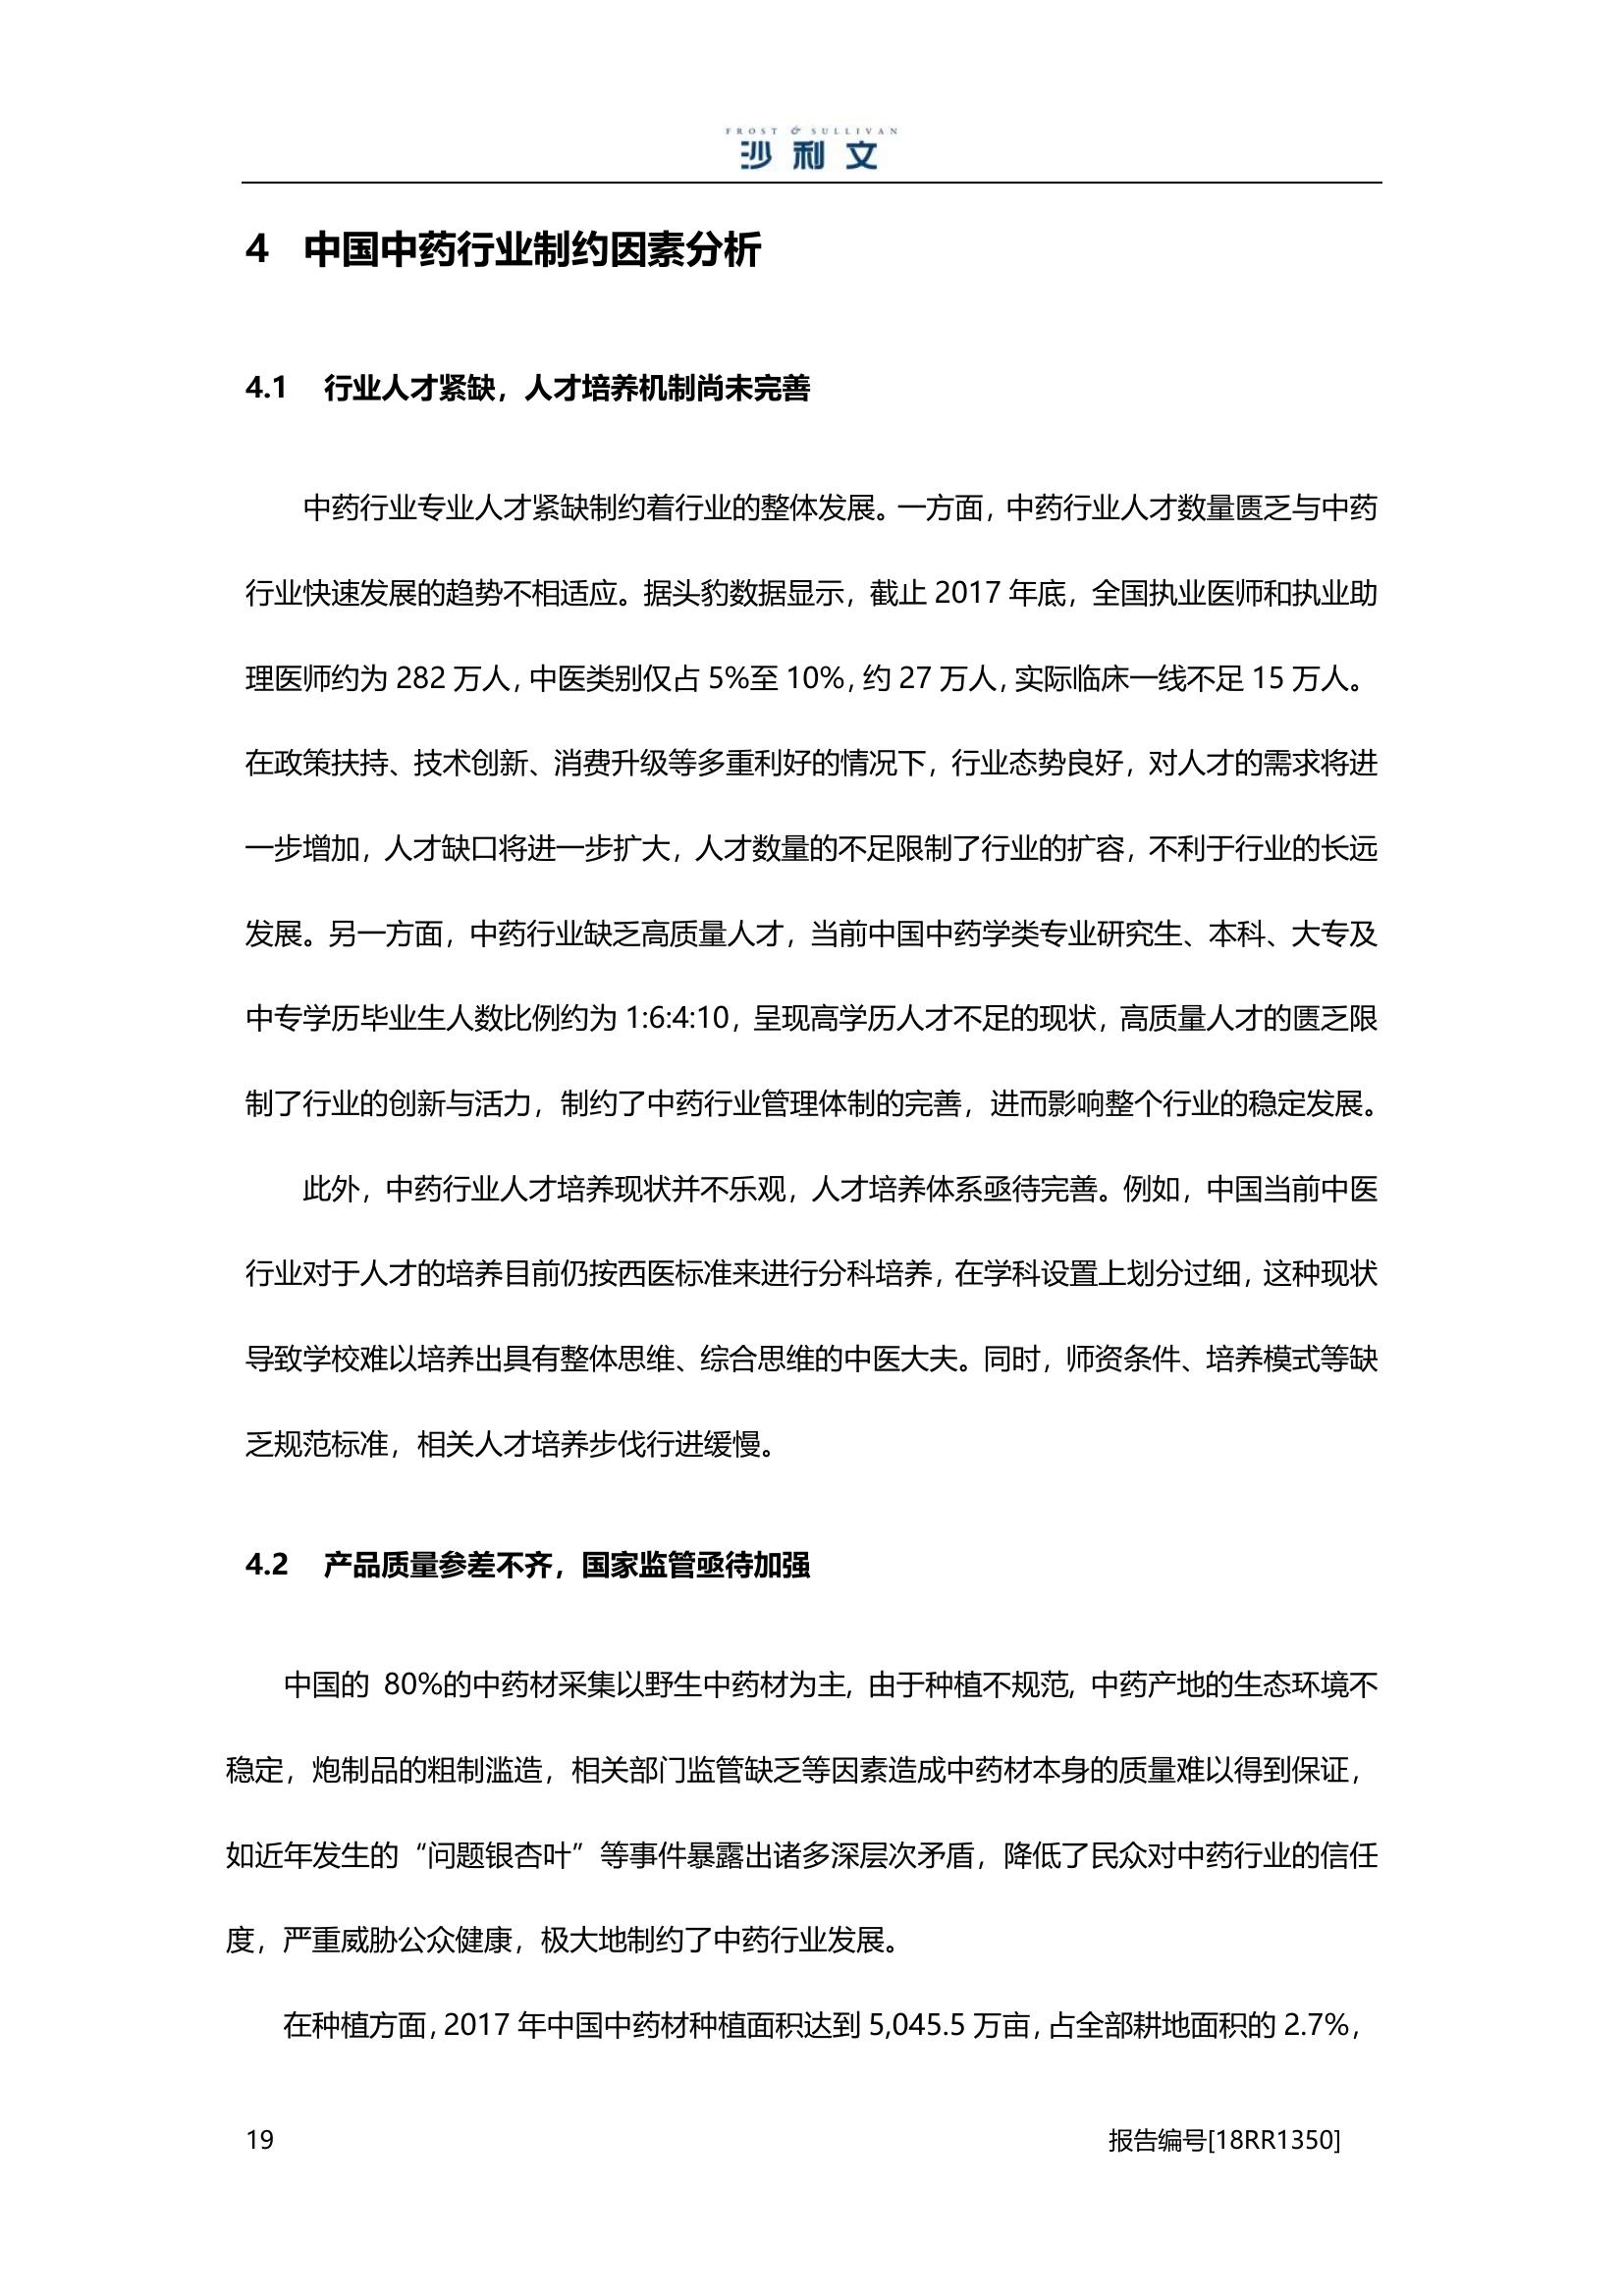 FROST & SULLIVAN
沙利文
4 中国中药行业制约因素分析
4.1 行业人才紧缺，人才培养机制尚未完善
中药行业专业人才紧缺制约着行业的整体发展。一方面，中药行业人才数量匮乏与中药
行业快速发展的趋势不相适应。据头豹数据显示，截止 2017 年底，全国执业医师和执业助
理医师约为 282 万人，中医类别仅占 5%至 10%，约 27 万人，实际临床一线不足 15 万人。
在政策扶持、技术创新、消费升级等多重利好的情况下，行业态势良好，对人才的需求将进
一步增加，人才缺口将进一步扩大，人才数量的不足限制了行业的扩容，不利于行业的长远
发展。另一方面，中药行业缺乏高质量人才，当前中国中药学类专业研究生、本科、大专及
中专学历毕业生人数比例约为 1:6:4:10，呈现高学历人才不足的现状，高质量人才的匮乏限
制了行业的创新与活力，制约了中药行业管理体制的完善，进而影响整个行业的稳定发展。
此外，中药行业人才培养现状并不乐观，人才培养体系亟待完善。例如，中国当前中医
行业对于人才的培养目前仍按西医标准来进行分科培养，在学科设置上划分过细，这种现状
导致学校难以培养出具有整体思维、综合思维的中医大夫。同时，师资条件、培养模式等缺
乏规范标准，相关人才培养步伐行进缓慢。
4.2 产品质量参差不齐，国家监管亟待加强
中国的 80%的中药材采集以野生中药材为主，由于种植不规范，中药产地的生态环境不
稳定，炮制品的粗制滥造，相关部门监管缺乏等因素造成中药材本身的质量难以得到保证，
如近年发生的“问题银杏叶”等事件暴露出诸多深层次矛盾，降低了民众对中药行业的信任
度，严重威胁公众健康，极大地制约了中药行业发展。
在种植方面，2017 年中国中药材种植面积达到 5,045.5 万亩，占全部耕地面积的 2.7%，
19 报告编号[18RR1350]